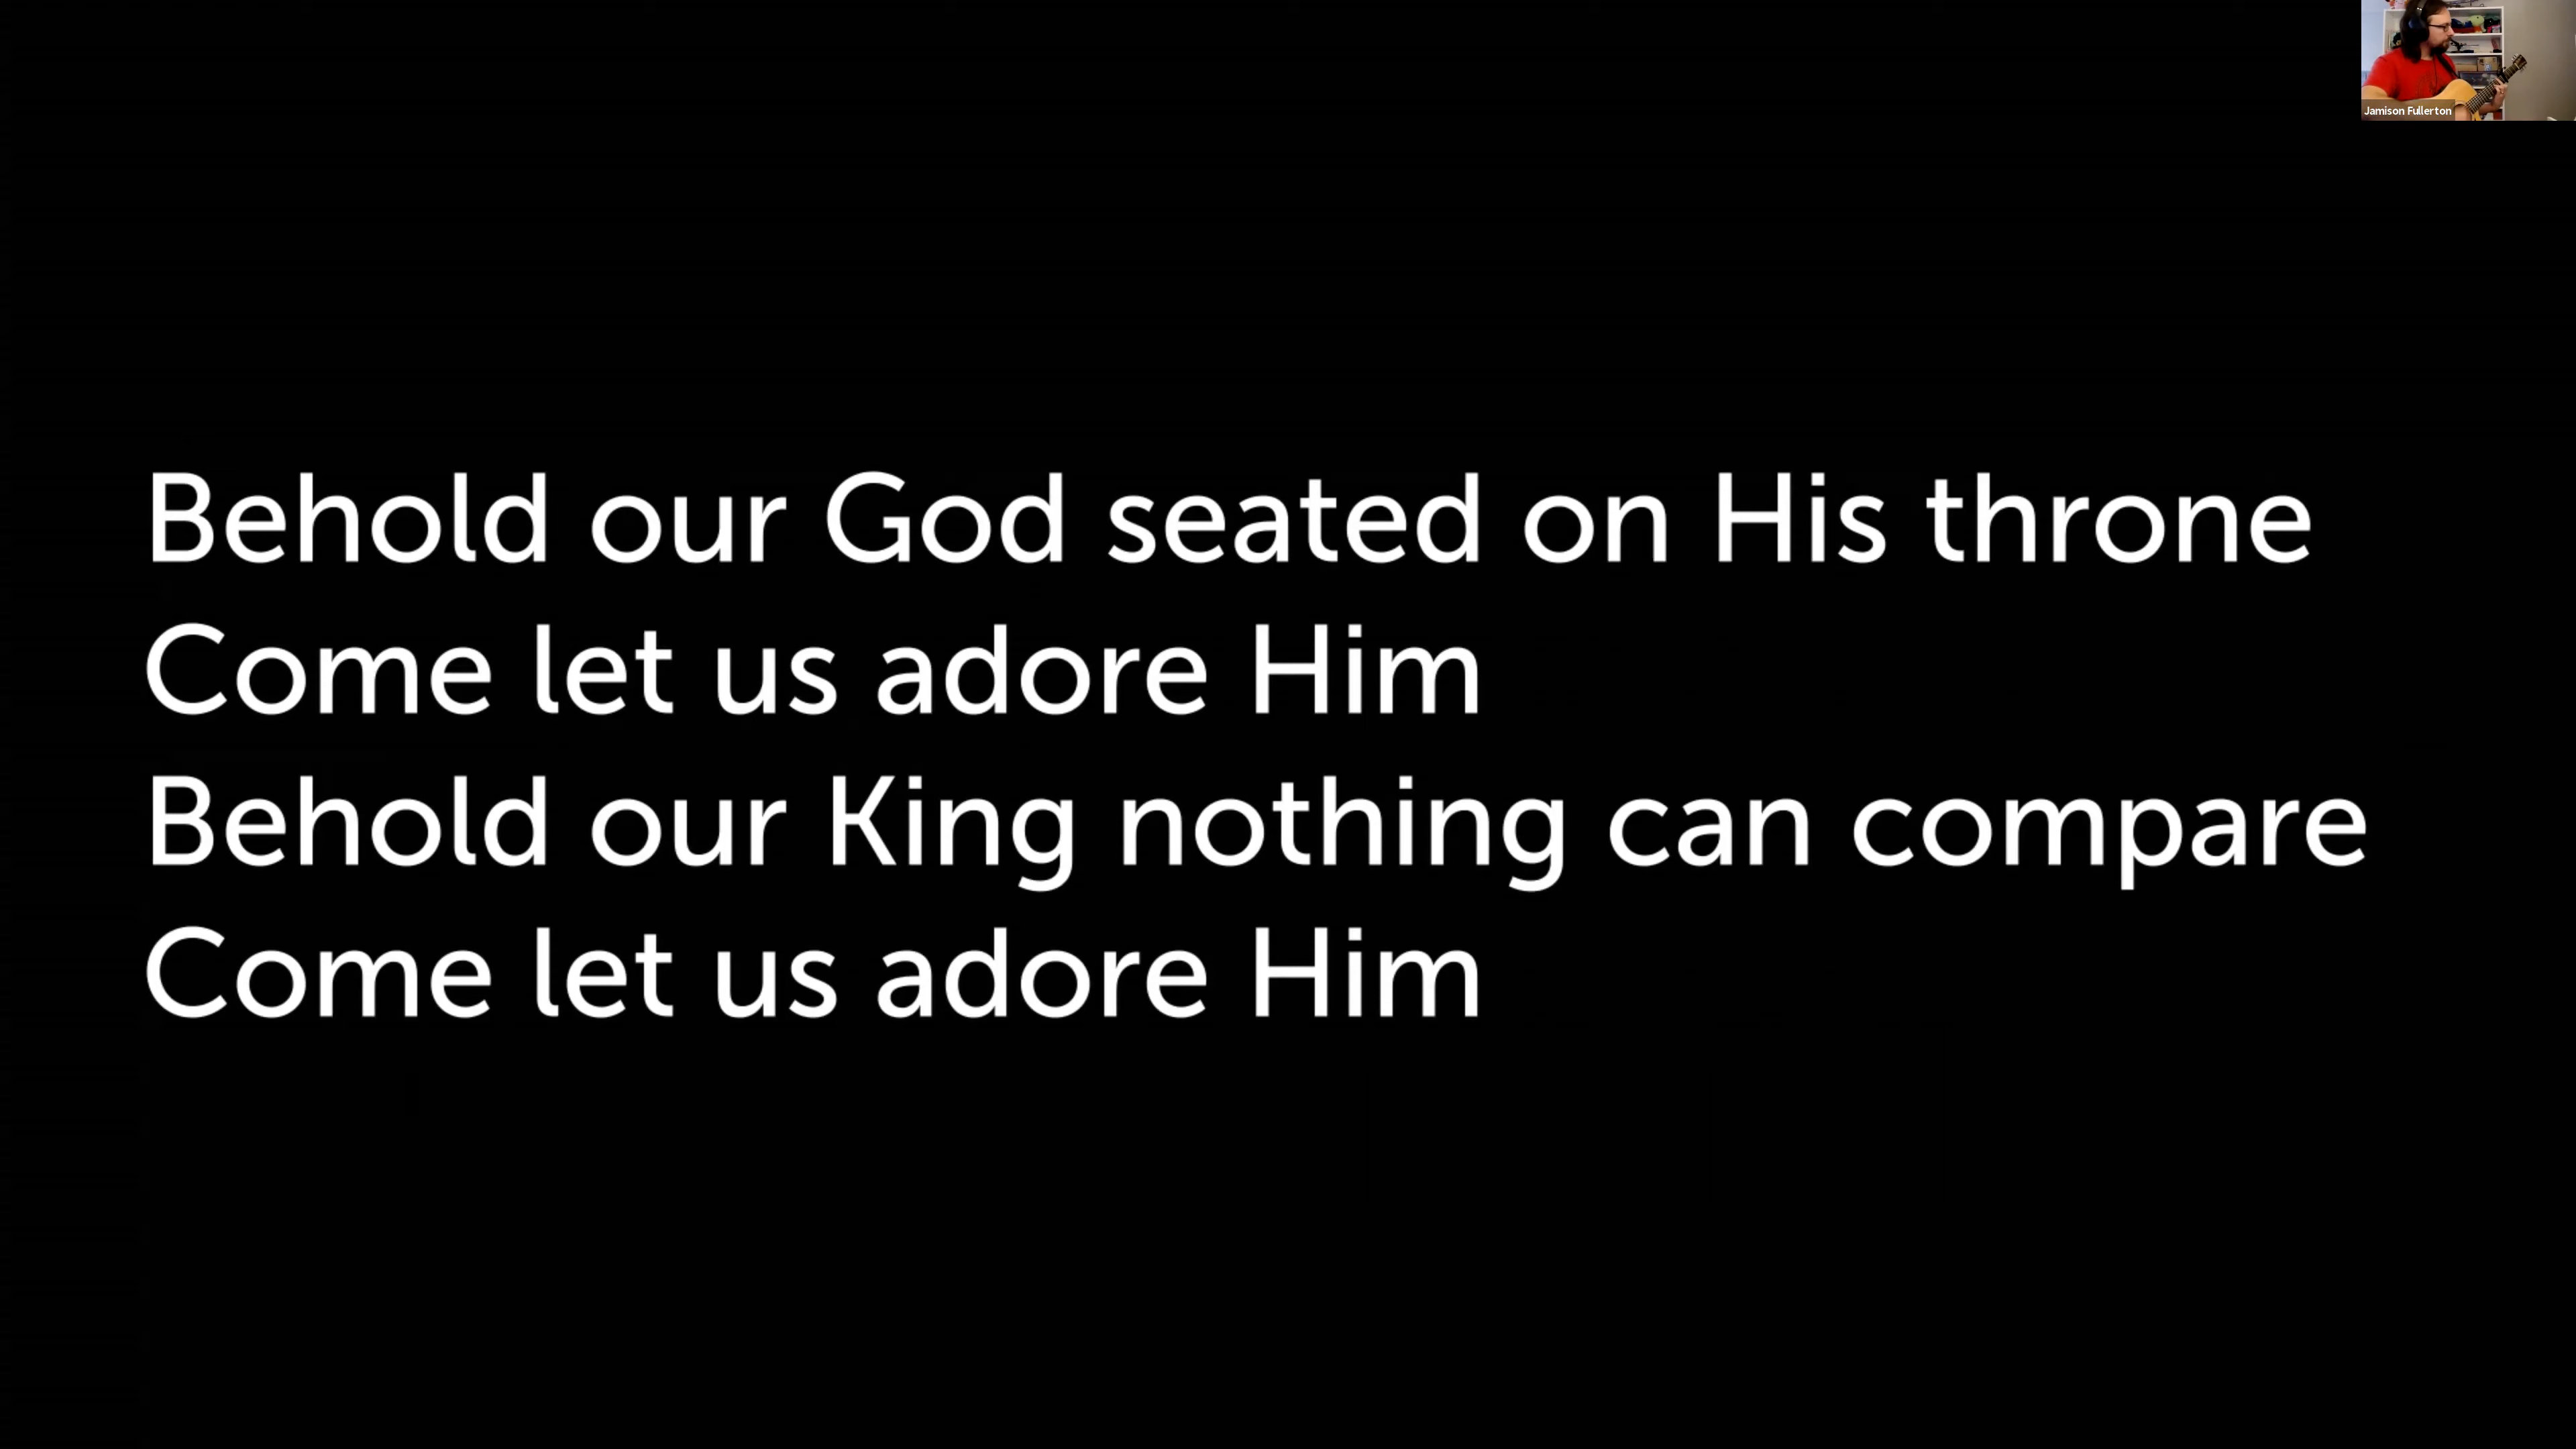 Jamison Fullerton
Behold our God seated on His throne
Come let us adore Him
Behold our King nothing can compare
Come let us adore Him